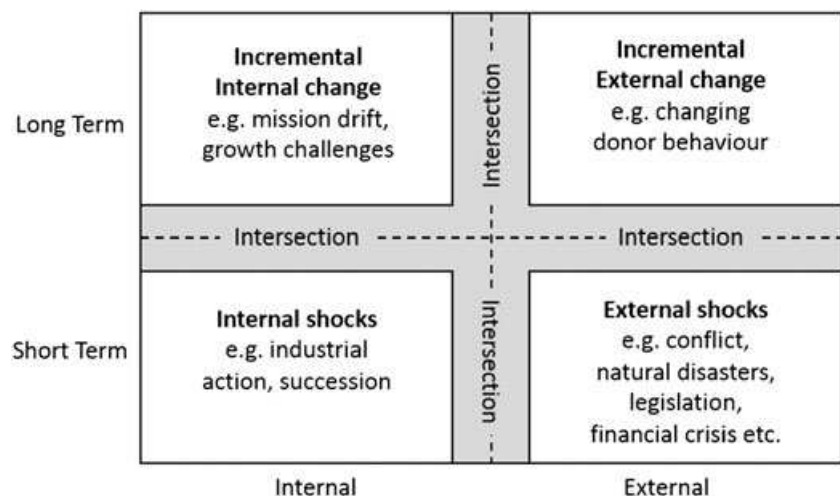 Incremental
Internal change
e.g. mission drift,
growth challenges
Intersection
Incremental
External change
e.g. changing
donor behaviour
Long Term
Intersection
Intersection
Internal shocks
e.g. industrial
action, succession
Intersection
External shocks
e.g. conflict,
natural disasters,
legislation,
financial crisis etc.
Short Term
Internal
External